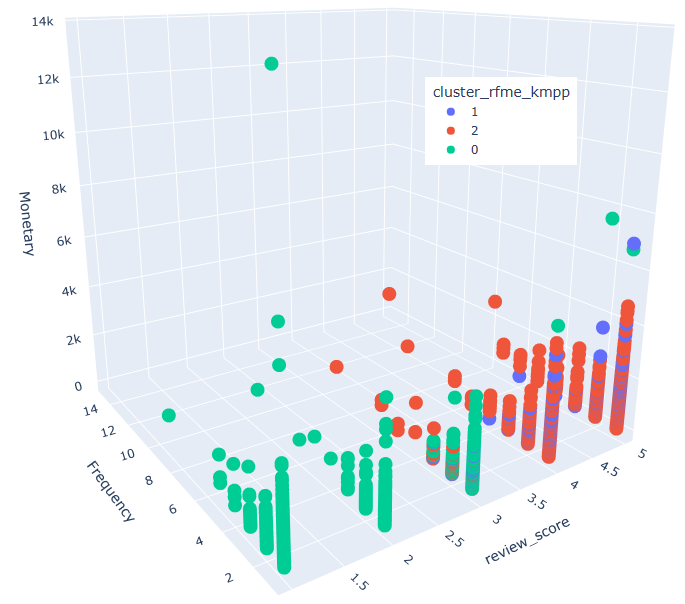 14k
12k
10k
8k
6k
4k
2k
0
Monetary
cluster_rfme_kmpp
1
2
0
14
12
10
8
6
4
2
Frequency
1.5
2
2.5
3
3.5
4
4.5
5
review_score